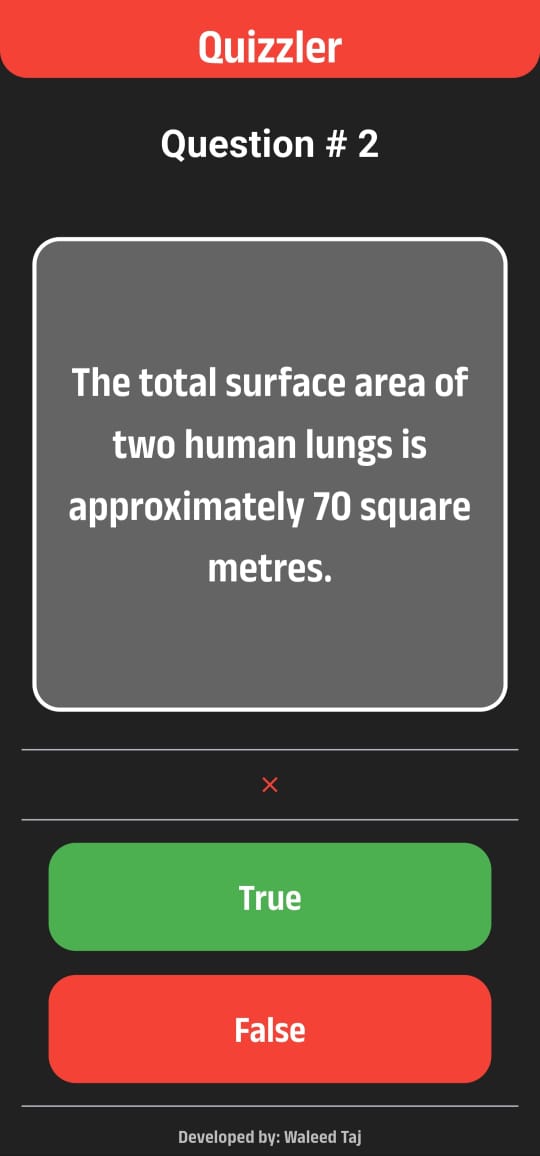 Quizzler
Question # 2
The total surface area of
two human lungs is
approximately 70 square
metres.
True
False
Developed by: Waleed Taj